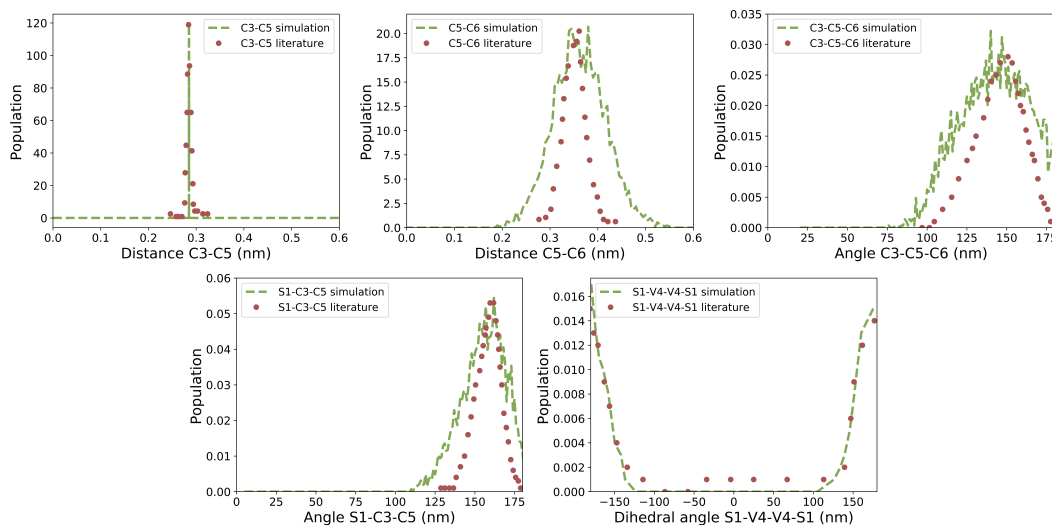 C3-C5 simulation
C3-C5 literature
Population
120
100
80
60
40
20
0
0.0 0.1 0.2 0.3 0.4 0.5 0.6
Distance C3-C5 (nm)
C5-C6 simulation
C5-C6 literature
Population
20.0
17.5
15.0
12.5
10.0
7.5
5.0
2.5
0.0
0.0 0.1 0.2 0.3 0.4 0.5 0.6
Distance C5-C6 (nm)
C3-C5-C6 simulation
C3-C5-C6 literature
Population
0.035
0.030
0.025
0.020
0.015
0.010
0.005
0.000
0 25 50 75 100 125 150 175
Angle C3-C5-C6 (nm)
S1-C3-C5 simulation
S1-C3-C5 literature
Population
0.06
0.05
0.04
0.03
0.02
0.01
0.00
0 25 50 75 100 125 150 175
Angle S1-C3-C5 (nm)
S1-V4-V4-S1 simulation
S1-V4-V4-S1 literature
Population
0.016
0.014
0.012
0.010
0.008
0.006
0.004
0.002
0.000
−150 −100 −50 0 50 100 150
Dihedral angle S1-V4-V4-S1 (nm)